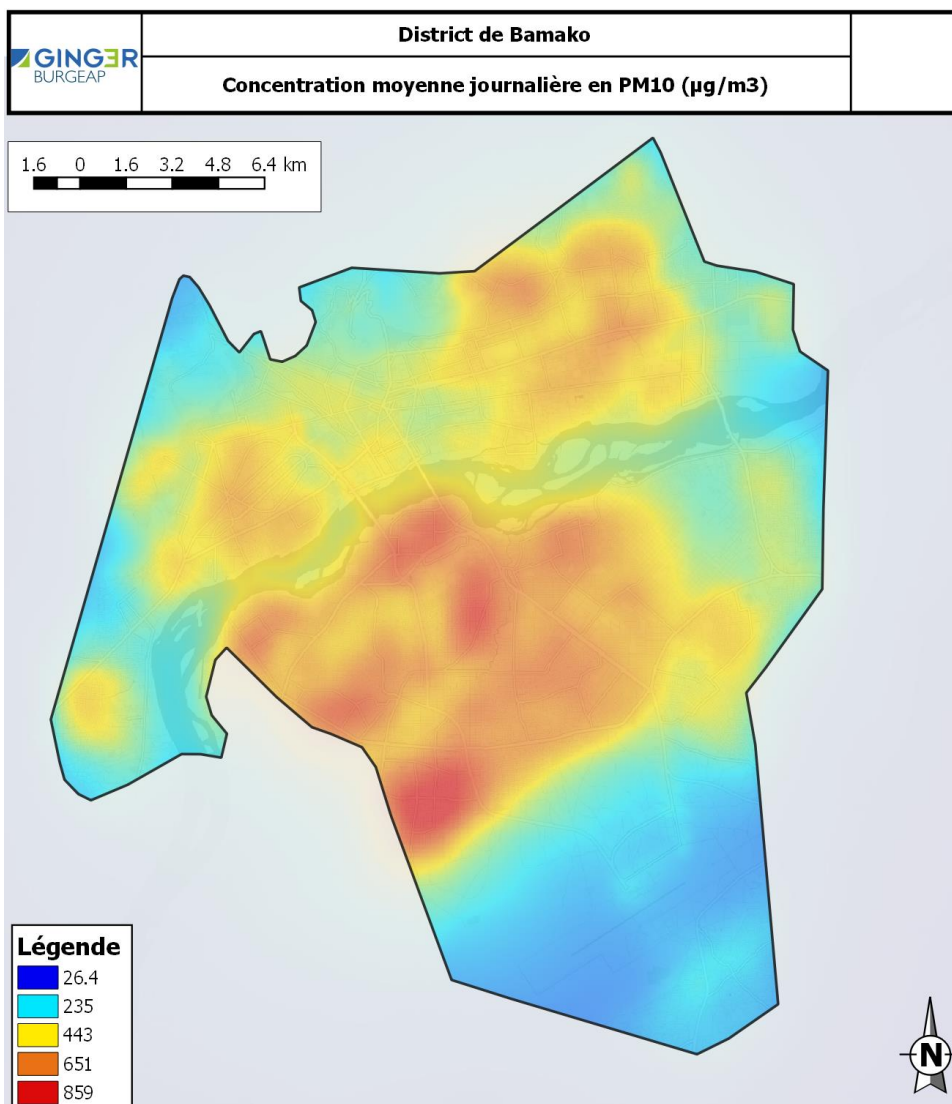 GINGER
BURGEAP
District de Bamako
Concentration moyenne journalière en PM10 (µg/m3)
1.6 0 1.6 3.2 4.8 6.4 km
Légende
26.4
235
443
651
859
N